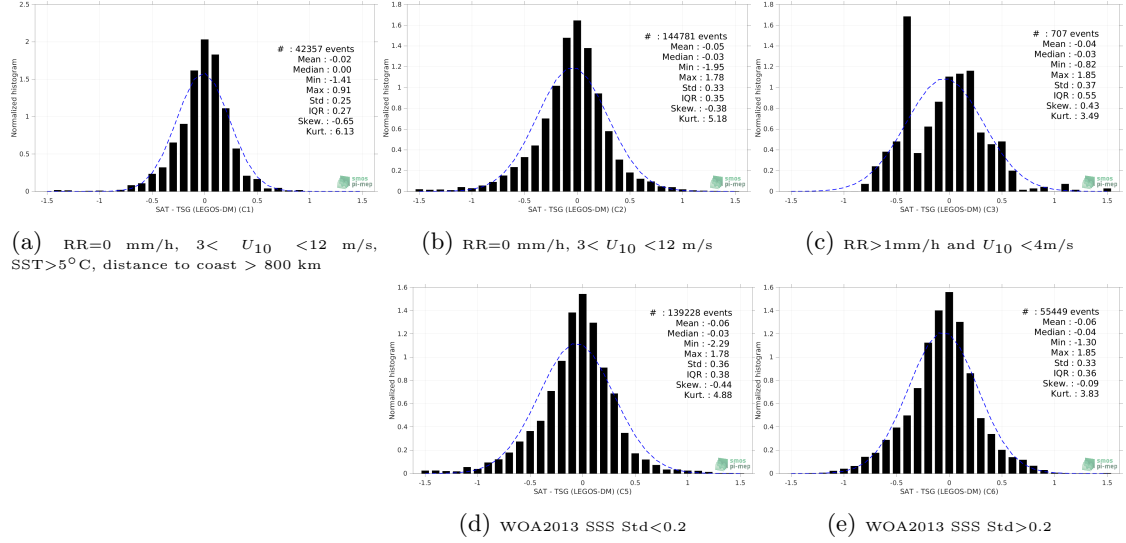 2.5
2
1.5
1
0.5
0
Normalized histogram
-1.5 -1 -0.5 0 0.5 1 1.5
SAT - TSG (LEGOS-DM) (C1)
# : 42357 events
Mean : -0.02
Median : 0.00
Min : -1.41
Max : 0.91
Std : 0.25
IQR : 0.27
Skew. : -0.65
Kurt. : 6.13
smos
pi-mep
(a) RR=0 mm/h, 3< U10 <12 m/s,
SST>5°C, distance to coast > 800 km
1.8
1.6
1.4
1.2
1
0.8
0.6
0.4
0.2
0
Normalized histogram
-1.5 -1 -0.5 0 0.5 1 1.5
SAT - TSG (LEGOS-DM) (C2)
# : 144781 events
Mean : -0.05
Median : -0.03
Min : -1.95
Max : 1.78
Std : 0.33
IQR : 0.35
Skew. : -0.38
Kurt. : 5.18
smos
pi-mep
(b) RR=0 mm/h, 3< U10 <12 m/s
1.8
1.6
1.4
1.2
1
0.8
0.6
0.4
0.2
0
Normalized histogram
-1.5 -1 -0.5 0 0.5 1 1.5
SAT - TSG (LEGOS-DM) (C3)
# : 707 events
Mean : -0.04
Median : -0.03
Min : -0.82
Max : 1.85
Std : 0.37
IQR : 0.55
Skew. : 0.43
Kurt. : 3.49
smos
pi-mep
(c) RR>1mm/h and U10 <4m/s
1.6
1.4
1.2
1
0.8
0.6
0.4
0.2
0
Normalized histogram
-1.5 -1 -0.5 0 0.5 1 1.5
SAT - TSG (LEGOS-DM) (C5)
# : 139228 events
Mean : -0.06
Median : -0.03
Min : -2.29
Max : 1.78
Std : 0.36
IQR : 0.38
Skew. : -0.44
Kurt. : 4.88
smos
pi-mep
(d) WOA2013 SSS Std<0.2
1.6
1.4
1.2
1
0.8
0.6
0.4
0.2
0
Normalized histogram
-1.5 -1 -0.5 0 0.5 1 1.5
SAT - TSG (LEGOS-DM) (C6)
# : 55449 events
Mean : -0.06
Median : -0.04
Min : -1.30
Max : 1.85
Std : 0.33
IQR : 0.36
Skew. : -0.09
Kurt. : 3.83
smos
pi-mep
(e) WOA2013 SSS Std>0.2